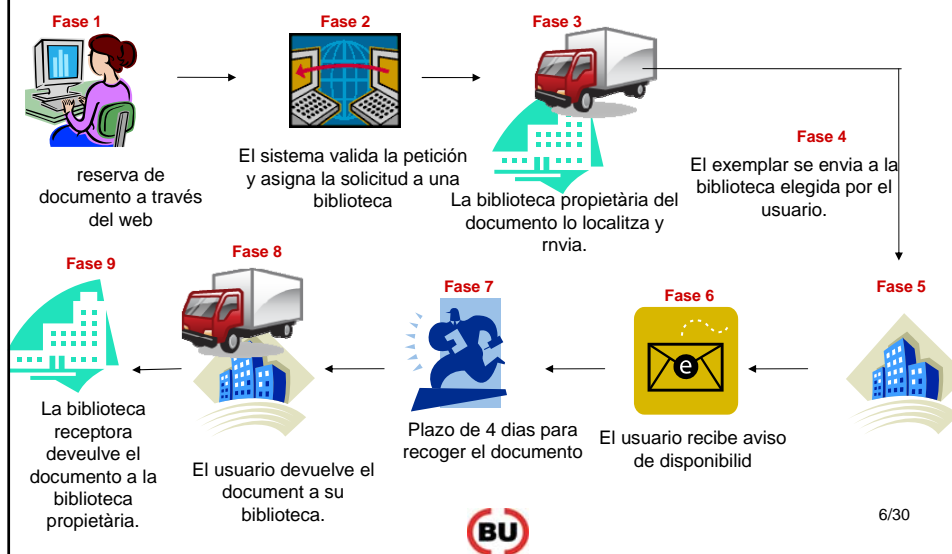 Fase 1
reserva de
documento a través
del web
Fase 2
El sistema valida la petición
y asigna la solicitud a una
biblioteca
Fase 3
La biblioteca propietària del
documento lo localitza y
rnvia.
Fase 4
El exemplar se envia a la
biblioteca elegida por el
usuario.
Fase 5
Fase 6
e
El usuario recibe aviso
de disponibilid
Fase 7
Plazo de 4 dias para
recoger el documento
Fase 8
El usuario devuelve el
document a su
biblioteca.
Fase 9
La biblioteca
receptora
deveulve el
documento a la
biblioteca
propietària.
BU
6/30